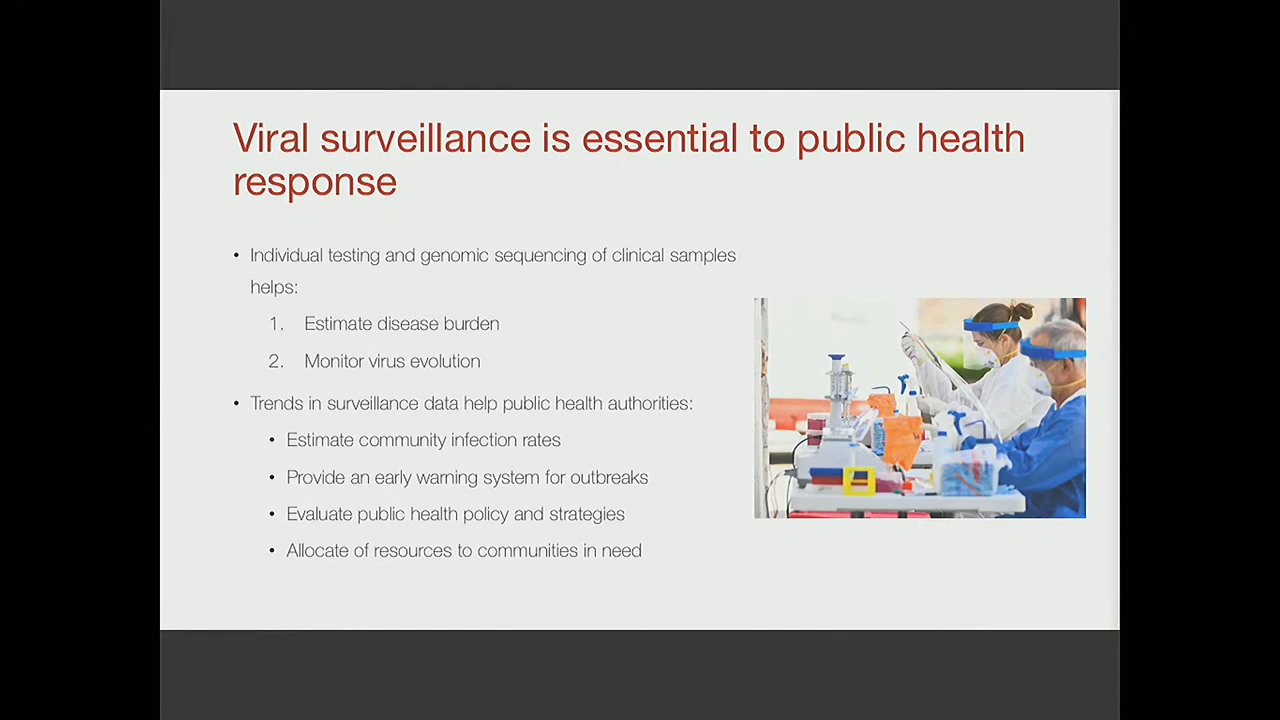 Viral surveillance is essential to public health
response
• Individual testing and genomic sequencing of clinical samples
helps:
1. Estimate disease burden
2. Monitor virus evolution
• Trends in surveillance data help public health authorities:
• Estimate community infection rates
• Provide an early warning system for outbreaks
• Evaluate public health policy and strategies
• Allocate of resources to communities in need